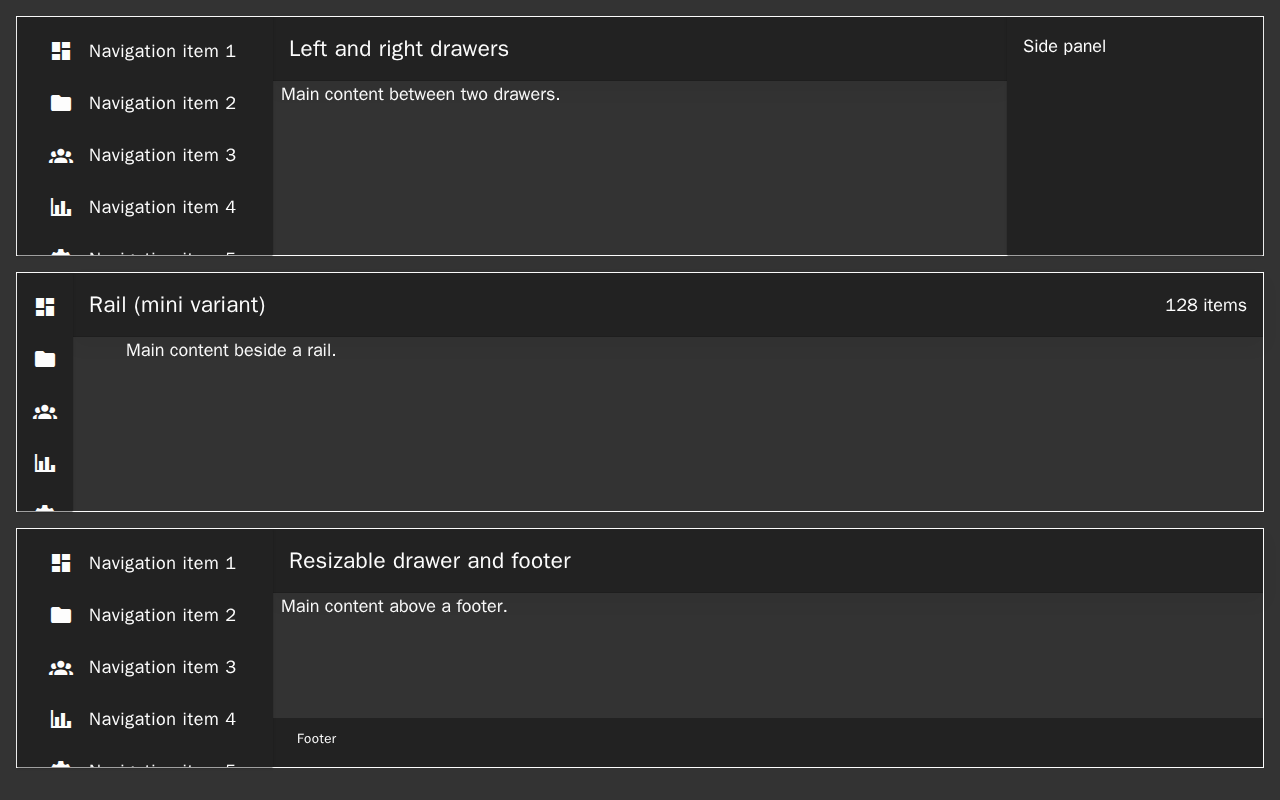 Navigation item 1
Navigation item 2
Navigation item 3
Navigation item 4
Left and right drawers
Main content between two drawers.
Side panel
Rail (mini variant)
128 items
Main content beside a rail.
Navigation item 1
Navigation item 2
Navigation item 3
Navigation item 4
Resizable drawer and footer
Main content above a footer.
Footer